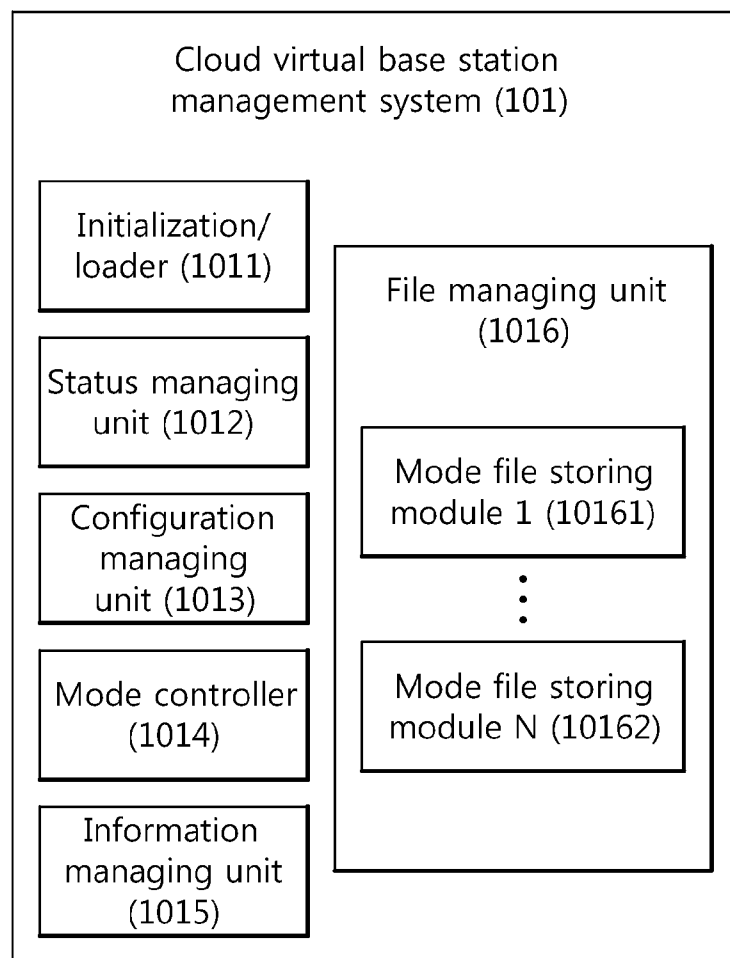 Cloud virtual base station
management system (101)
Initialization/
loader (1011)
Status managing
unit (1012)
Configuration
managing
unit (1013)
Mode controller
(1014)
Information
managing unit
(1015)
File managing unit
(1016)
Mode file storing
module 1 (10161)
Mode file storing
module N (10162)